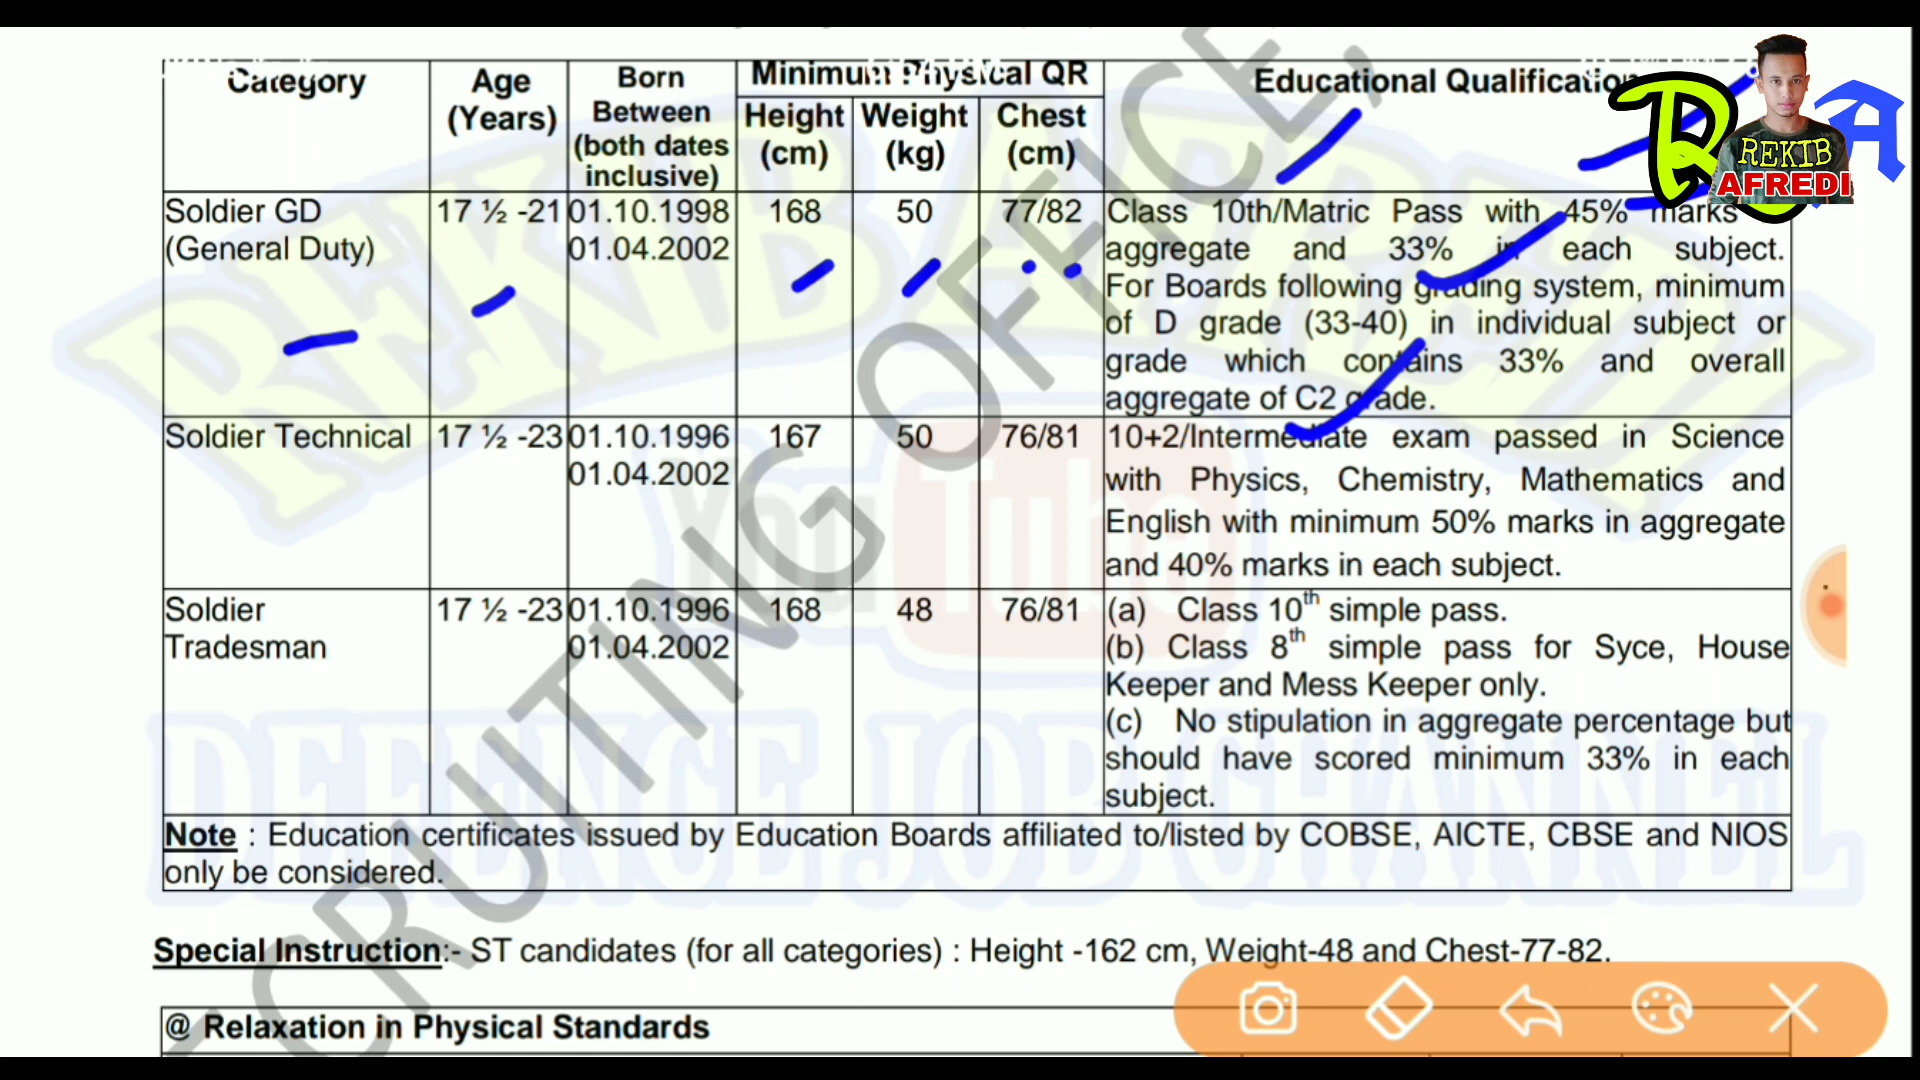 Category
Age
(Years)
Born
Between
(both dates
inclusive)
Minimum Physical QR
Height
(cm)
Weight
(kg)
Chest
(cm)
Educational Qualification
Soldier GD
(General Duty)
17 ½ -21
01.10.1998
01.04.2002
168
50
77/82
Class 10th/Matric Pass with 45% marks
aggregate and 33% in each subject.
For Boards following grading system, minimum
of D grade (33-40) in individual subject or
grade which contains 33% and overall
aggregate of C2 grade.
Soldier Technical
17 ½ -23
01.10.1996
01.04.2002
167
50
76/81
10+2/Intermediate exam passed in Science
with Physics, Chemistry, Mathematics and
English with minimum 50% marks in aggregate
and 40% marks in each subject.
Soldier
Tradesman
17 ½ -23
01.10.1996
01.04.2002
168
48
76/81
(a) Class 10th simple pass.
(b) Class 8th simple pass for Syce, House
Keeper and Mess Keeper only.
(c) No stipulation in aggregate percentage but
should have scored minimum 33% in each
subject.
Note : Education certificates issued by Education Boards affiliated to/listed by COBSE, AICTE, CBSE and NIOS
only be considered.
Special Instruction:- ST candidates (for all categories) : Height -162 cm, Weight-48 and Chest-77-82.
@ Relaxation in Physical Standards
CRUITING OFFICE,
REKIB AFREDI
YouTube
DEFENCE JOB CHANNEL
R A
REKIB
AFREDI